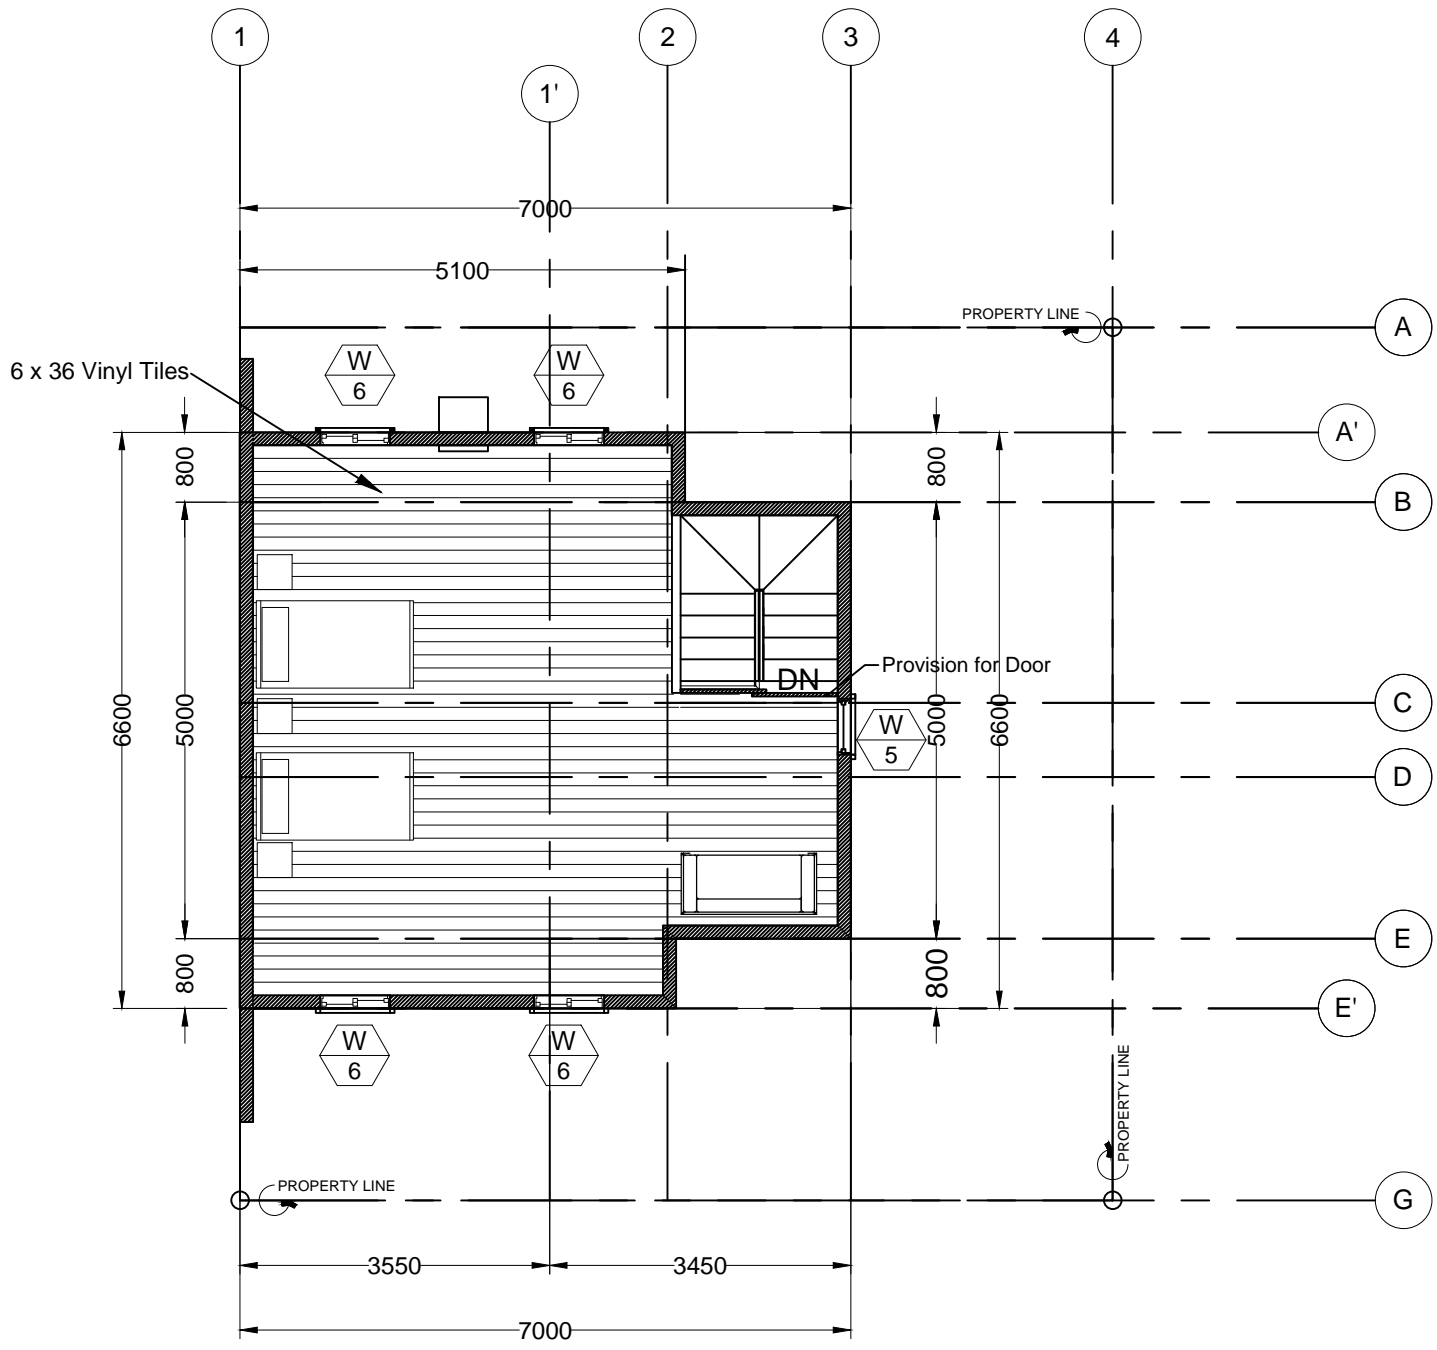 1
2
3
4
1'
7000
5100
PROPERTY LINE
A
6 x 36 Vinyl Tiles
W
6
W
6
A'
800
800
B
DN
Provision for Door
6600
5000
5000
6600
C
W
5
D
E
800
800
E'
W
6
W
6
PROPERTY LINE
PROPERTY LINE
G
3550
3450
7000